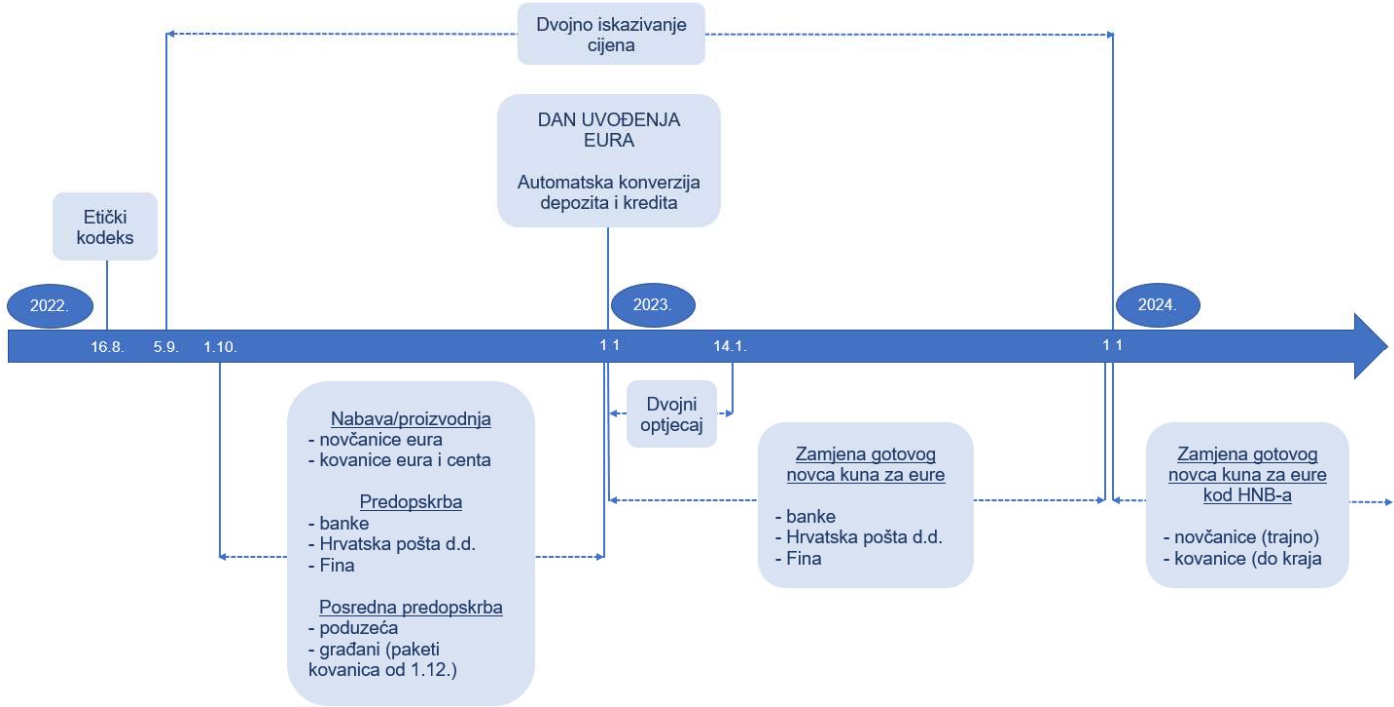 Dvojno iskazivanje
cijena
DAN UVOĐENJA
EURA
Automatska konverzija
depozita i kredita
Etički
kodeks
2022.
2023.
2024.
16.8.
5.9.
1.10.
1 1
14.1.
1 1
Nabava/proizvodnja
- novčanice eura
- kovanice eura i centa
Predopskrba
- banke
- Hrvatska pošta d.d.
- Fina
Posredna predopskrba
- poduzeća
- građani (paketi
kovanica od 1.12.)
Dvojni
optjecaj
Zamjena gotovog
novca kuna za eure
- banke
- Hrvatska pošta d.d.
- Fina
Zamjena gotovog
novca kuna za eure
kod HNB-a
- novčanice (trajno)
- kovanice (do kraja